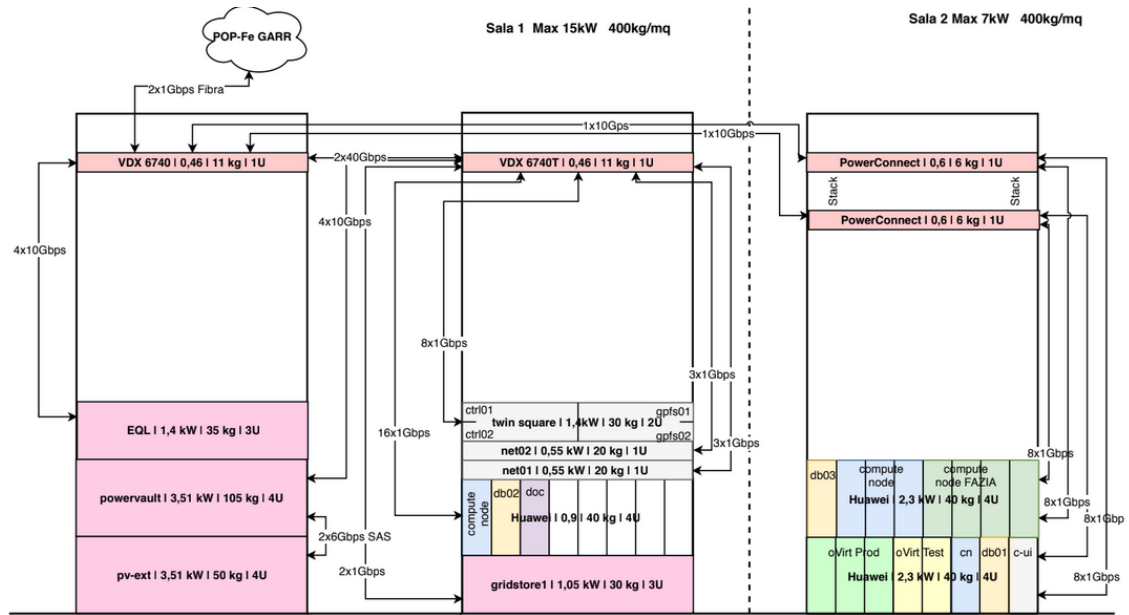 POP-Fe GARR
Sala 1 Max 15kW 400kg/mq
Sala 2 Max 7kW 400kg/mq
2x1Gbps Fibra
1x10Gps
1x10Gbps
VDX 6740 I 0,46 I 11 kg I 1U
2x40Gbps
VDX 6740T I 0,46 I 11 kg I 1U
PowerConnect I 0,6 I 6 kg I 1U
Stack
Stack
PowerConnect I 0,6 I 6 kg I 1U
4x10Gbps
4x10Gbps
8x1Gbps
3x1Gbps
16x1Gbps
3x1Gbps
EQL I 1,4 kW I 35 kg I 3U
powervault I 3,51 kW I 105 kg I 4U
2x6Gbps SAS
2x1Gbps
pv-ext I 3,51 kW I 50 kg I 4U
ctrl01
gpfs01
twin square I 1,4kW I 30 kg I 2U
ctrl02
gpfs02
net02 I 0,55 kW I 20 kg I 1U
net01 I 0,55 kW I 20 kg I 1U
compute
node
db02
doc
Huawei I 0,9 I 40 kg I 4U
gridstore1 I 1,05 kW I 30 kg I 3U
db03
compute
node
compute
node FAZIA
Huawei I 2,3 kW I 40 kg I 4U
8x1Gbps
8x1Gbps
8x1Gbp
8x1Gbps
oVirt Prod
oVirt Test
cn
db01
c-ui
Huawei I 2,3 kW I 40 kg I 4U